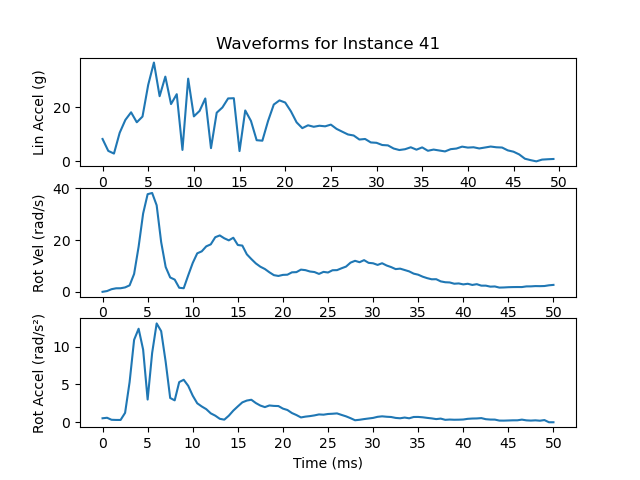 Waveforms for Instance 41
Lin Accel (g)
20
0
0 5 10 15 20 25 30 35 40 45 50
Rot Vel (rad/s)
40
20
0
0 5 10 15 20 25 30 35 40 45 50
Rot Accel (rad/s²)
10
5
0
0 5 10 15 20 25 30 35 40 45 50
Time (ms)